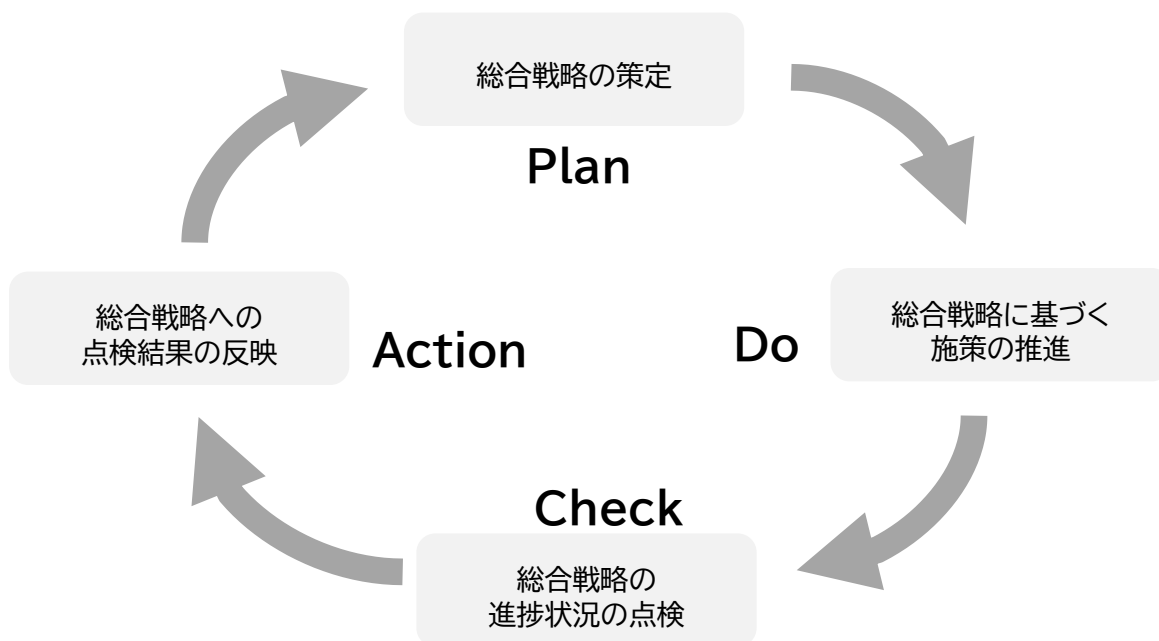 総合戦略の策定
Plan
総合戦略への
点検結果の反映
Action
Do
総合戦略に基づく
施策の推進
Check
総合戦略の
進捗状況の点検